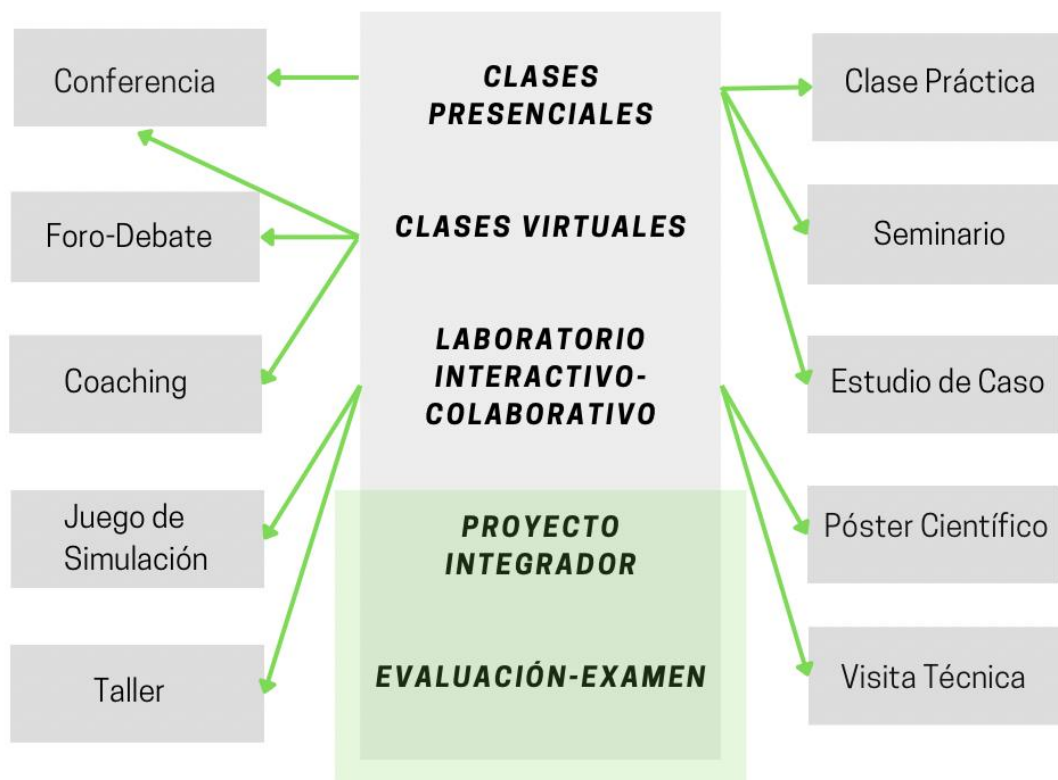 Conferencia
Foro-Debate
Coaching
Juego de
Simulación
Taller
CLASES
PRESENCIALES
CLASES VIRTUALES
LABORATORIO
INTERACTIVO-
COLABORATIVO
PROYECTO
INTEGRADOR
EVALUACIÓN-EXAMEN
Clase Práctica
Seminario
Estudio de Caso
Póster Científico
Visita Técnica